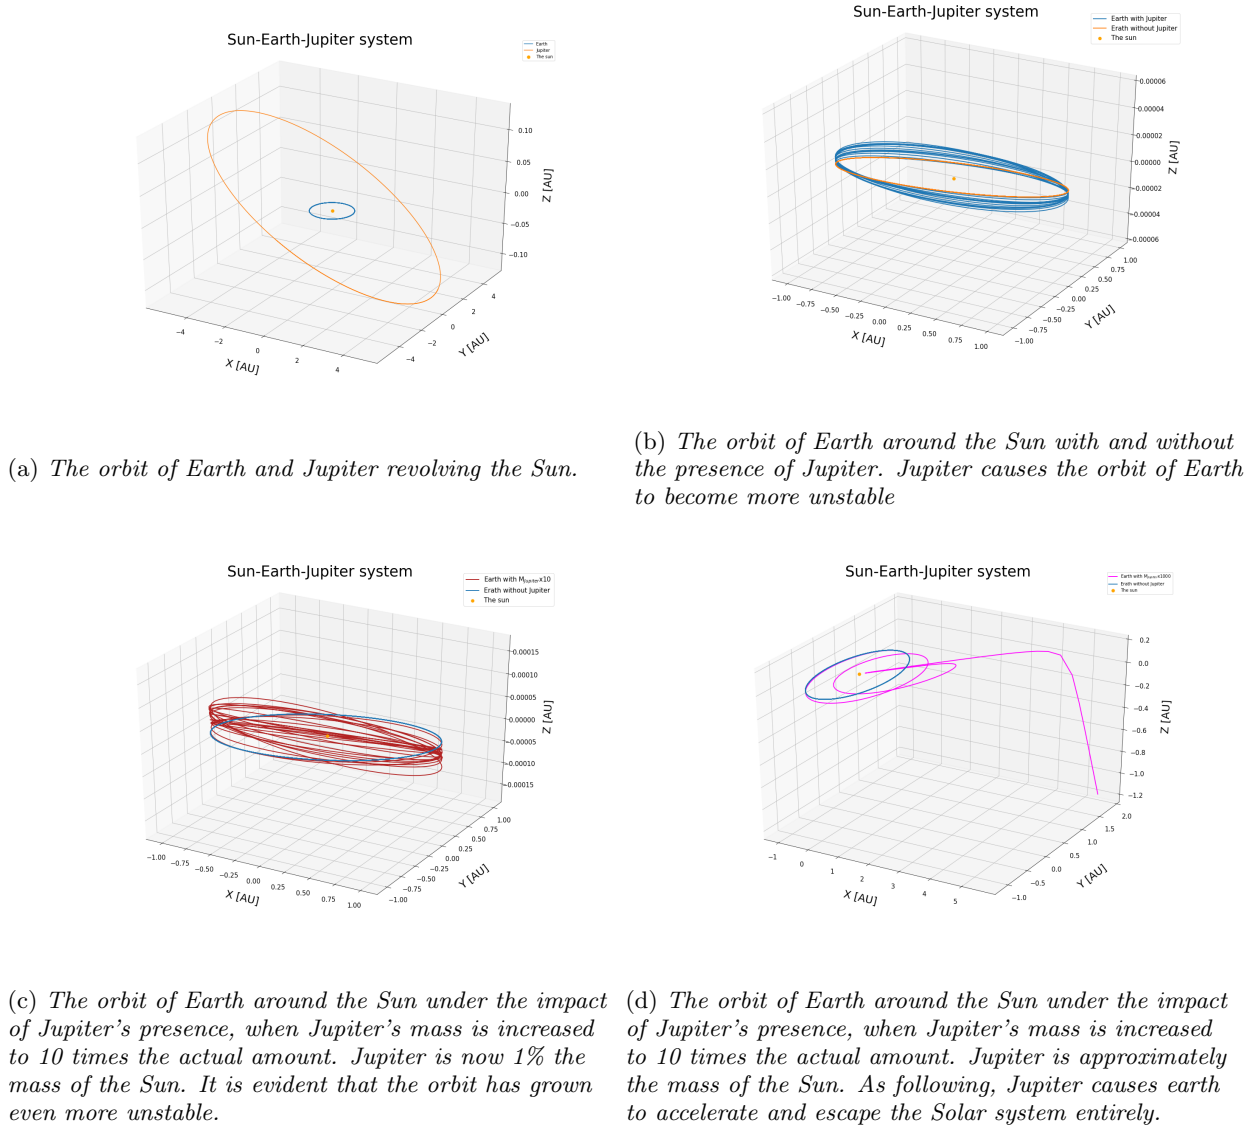 Sun-Earth-Jupiter system
Earth
Jupiter
The sun
0.10
0.05
0.00
−0.05
−0.10
Z [AU]
4
2
0
−2
−4
Y [AU]
−4
−2
0
2
4
X [AU]
(a) The orbit of Earth and Jupiter revolving the Sun.
Sun-Earth-Jupiter system
Earth with Jupiter
Erath without Jupiter
The sun
0.00006
0.00004
0.00002
0.00000
−0.00002
−0.00004
−0.00006
Z [AU]
1.00
0.75
0.50
0.25
0.00
−0.25
−0.50
−0.75
−1.00
Y [AU]
−1.00
−0.75
−0.50
−0.25
0.00
0.25
0.50
0.75
1.00
X [AU]
(b) The orbit of Earth around the Sun with and without
the presence of Jupiter. Jupiter causes the orbit of Earth
to become more unstable
Sun-Earth-Jupiter system
Earth with MJupiterx10
Erath without Jupiter
The sun
0.00015
0.00010
0.00005
0.00000
−0.00005
−0.00010
−0.00015
Z [AU]
1.00
0.75
0.50
0.25
0.00
−0.25
−0.50
−0.75
−1.00
Y [AU]
−1.00
−0.75
−0.50
−0.25
0.00
0.25
0.50
0.75
1.00
X [AU]
(c) The orbit of Earth around the Sun under the impact
of Jupiter's presence, when Jupiter's mass is increased
to 10 times the actual amount. Jupiter is now 1% the
mass of the Sun. It is evident that the orbit has grown
even more unstable.
Sun-Earth-Jupiter system
Earth with MJupiterx1000
Erath without Jupiter
The sun
0.2
0.0
−0.2
−0.4
−0.6
−0.8
−1.0
−1.2
Z [AU]
2.0
1.5
1.0
0.5
0.0
−0.5
−1.0
Y [AU]
−1
0
1
2
3
4
5
X [AU]
(d) The orbit of Earth around the Sun under the impact
of Jupiter's presence, when Jupiter's mass is increased
to 10 times the actual amount. Jupiter is approximately
the mass of the Sun. As following, Jupiter causes earth
to accelerate and escape the Solar system entirely.